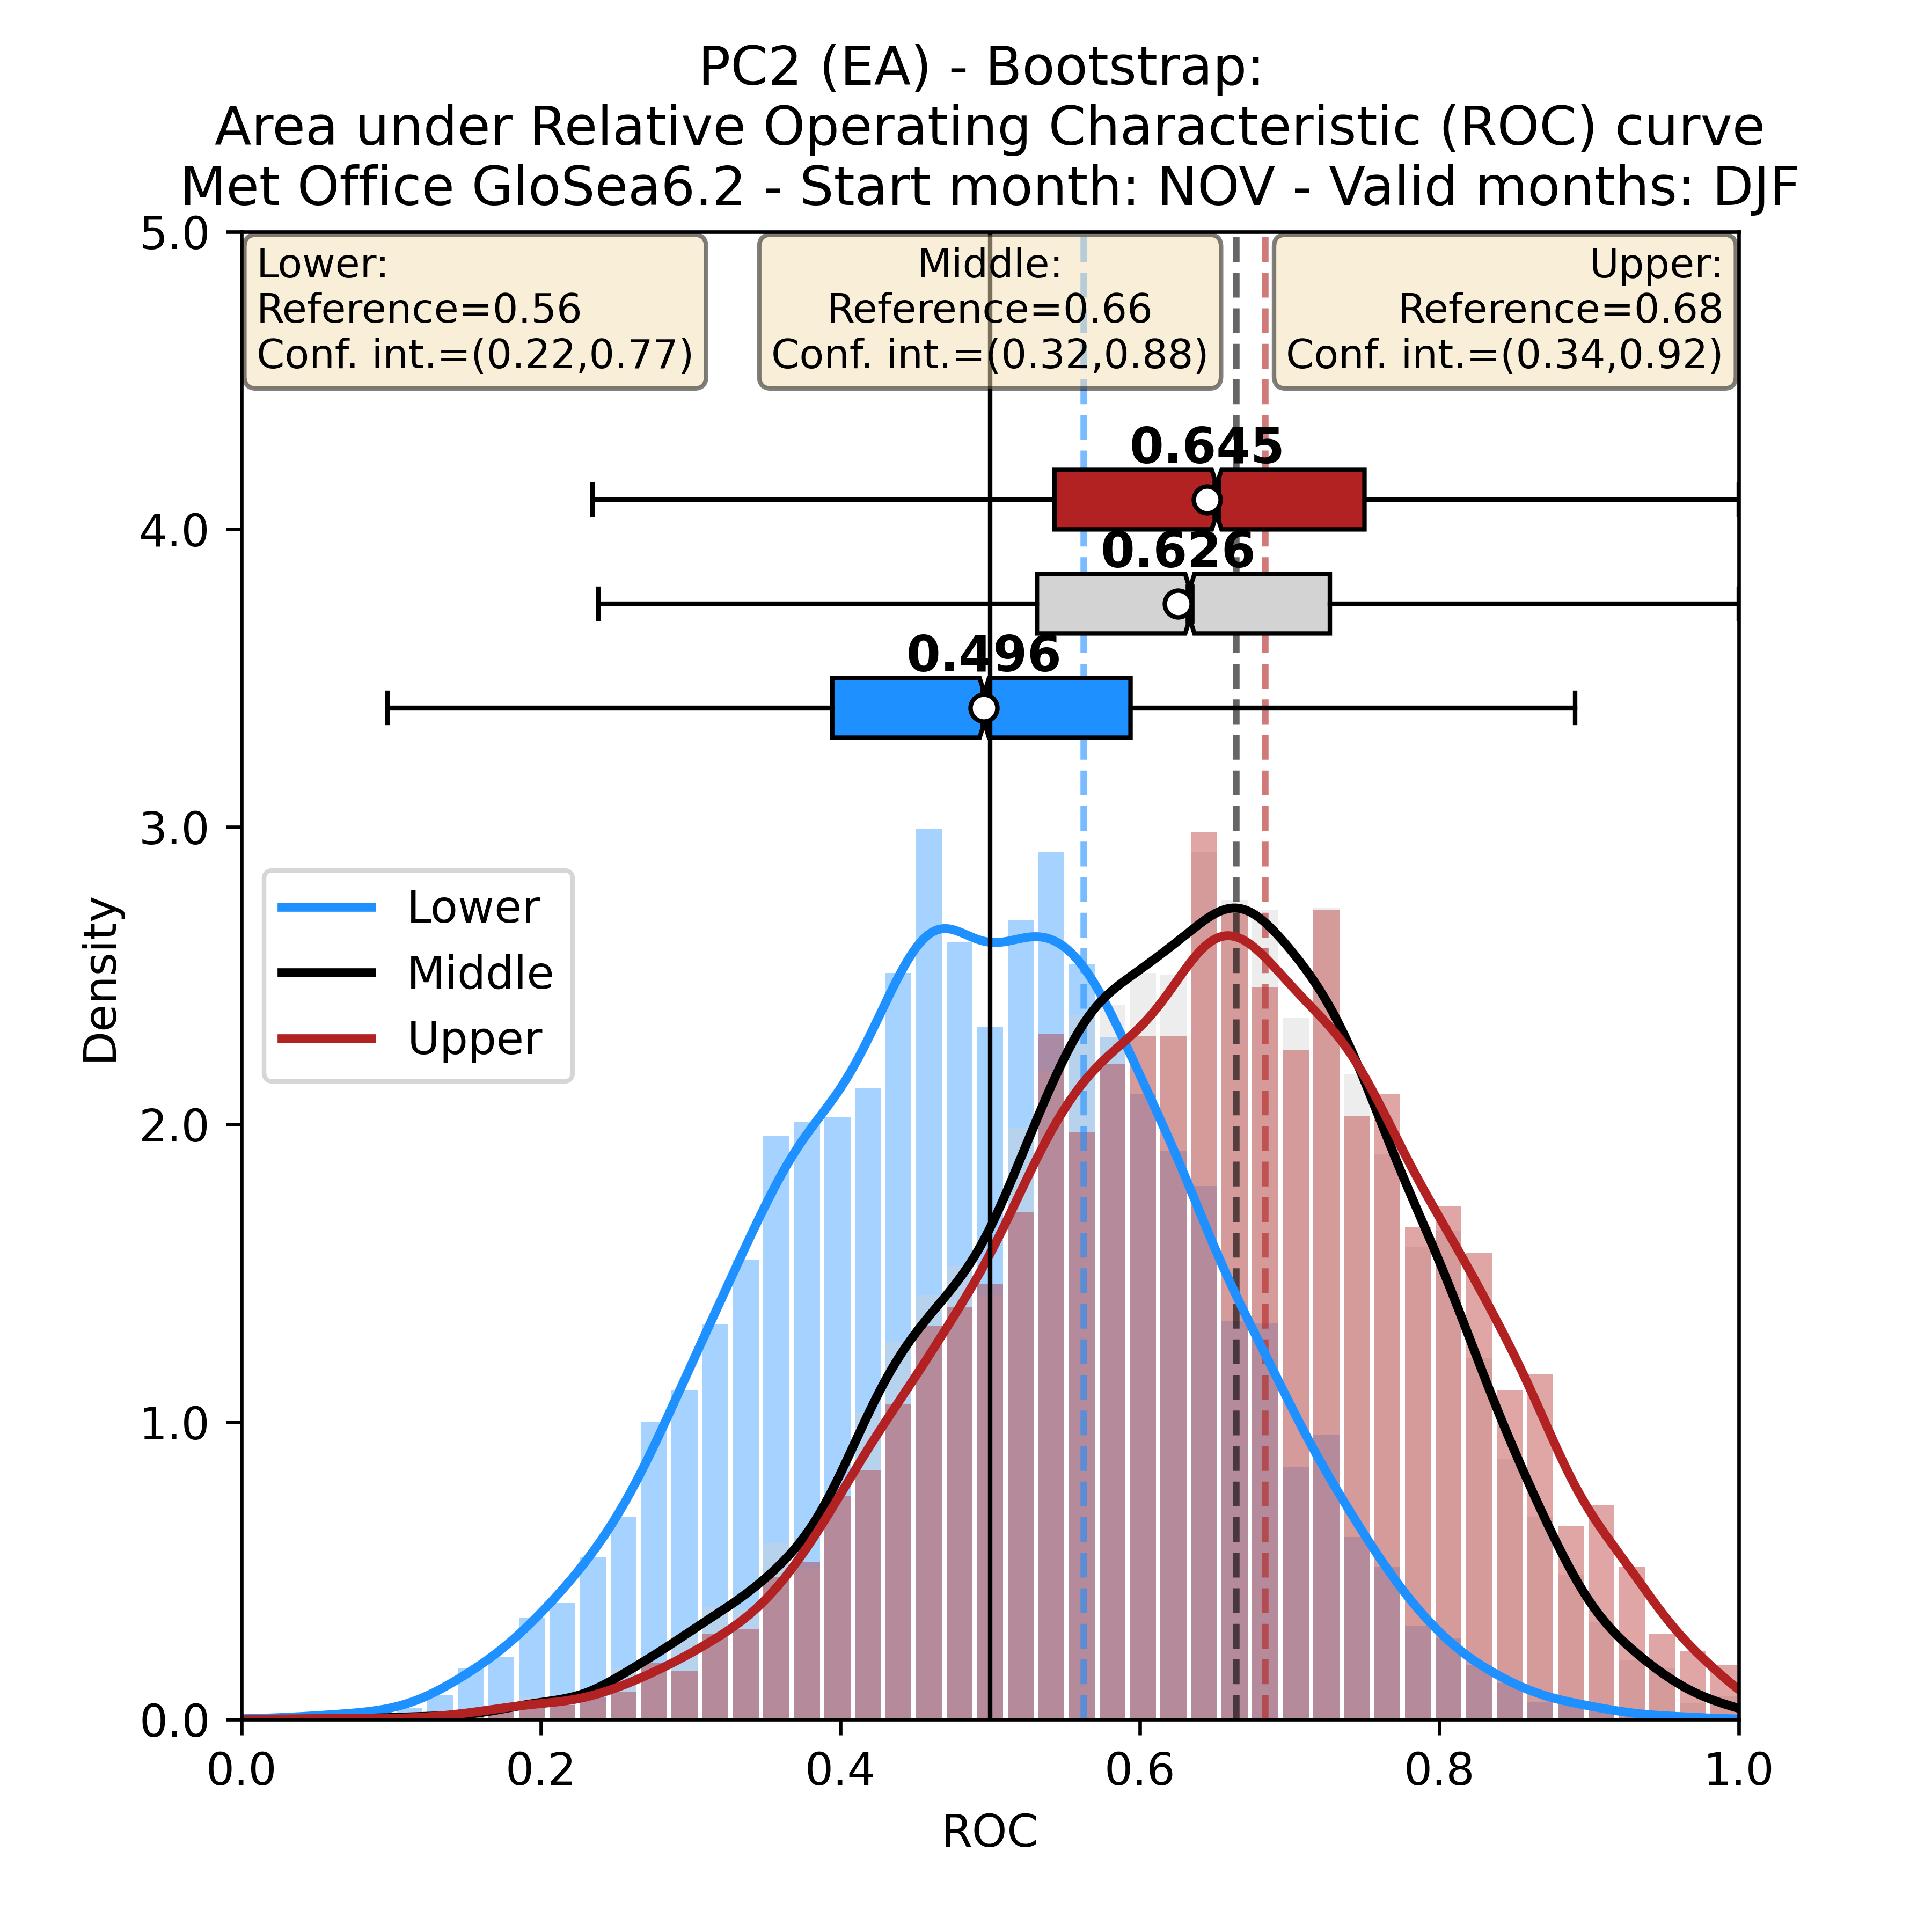 PC2 (EA) - Bootstrap:
Area under Relative Operating Characteristic (ROC) curve
Met Office GloSea6.2 - Start month: NOV - Valid months: DJF
Lower:
Reference=0.56
Conf. int.=(0.22,0.77)
Middle:
Reference=0.66
Conf. int.=(0.32,0.88)
Upper:
Reference=0.68
Conf. int.=(0.34,0.92)
0.645
0.626
0.496
Lower
Middle
Upper
Density
5.0
4.0
3.0
2.0
1.0
0.0
0.0 0.2 0.4 0.6 0.8 1.0
ROC